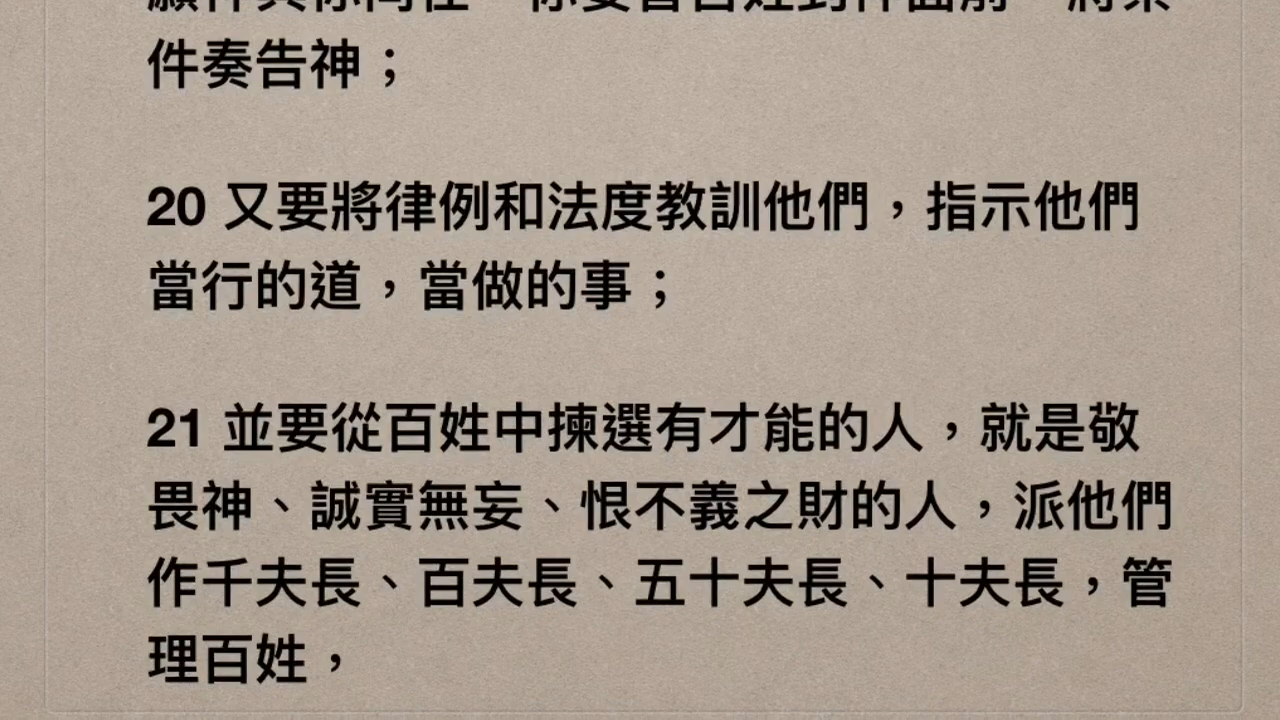 件奏告神；
20 又要將律例和法度教訓他們，指示他們
當行的道，當做的事；
21 並要從百姓中揀選有才能的人，就是敬
畏神、誠實無妄、恨不義之財的人，派他們
作千夫長、百夫長、五十夫長、十夫長，管
理百姓，